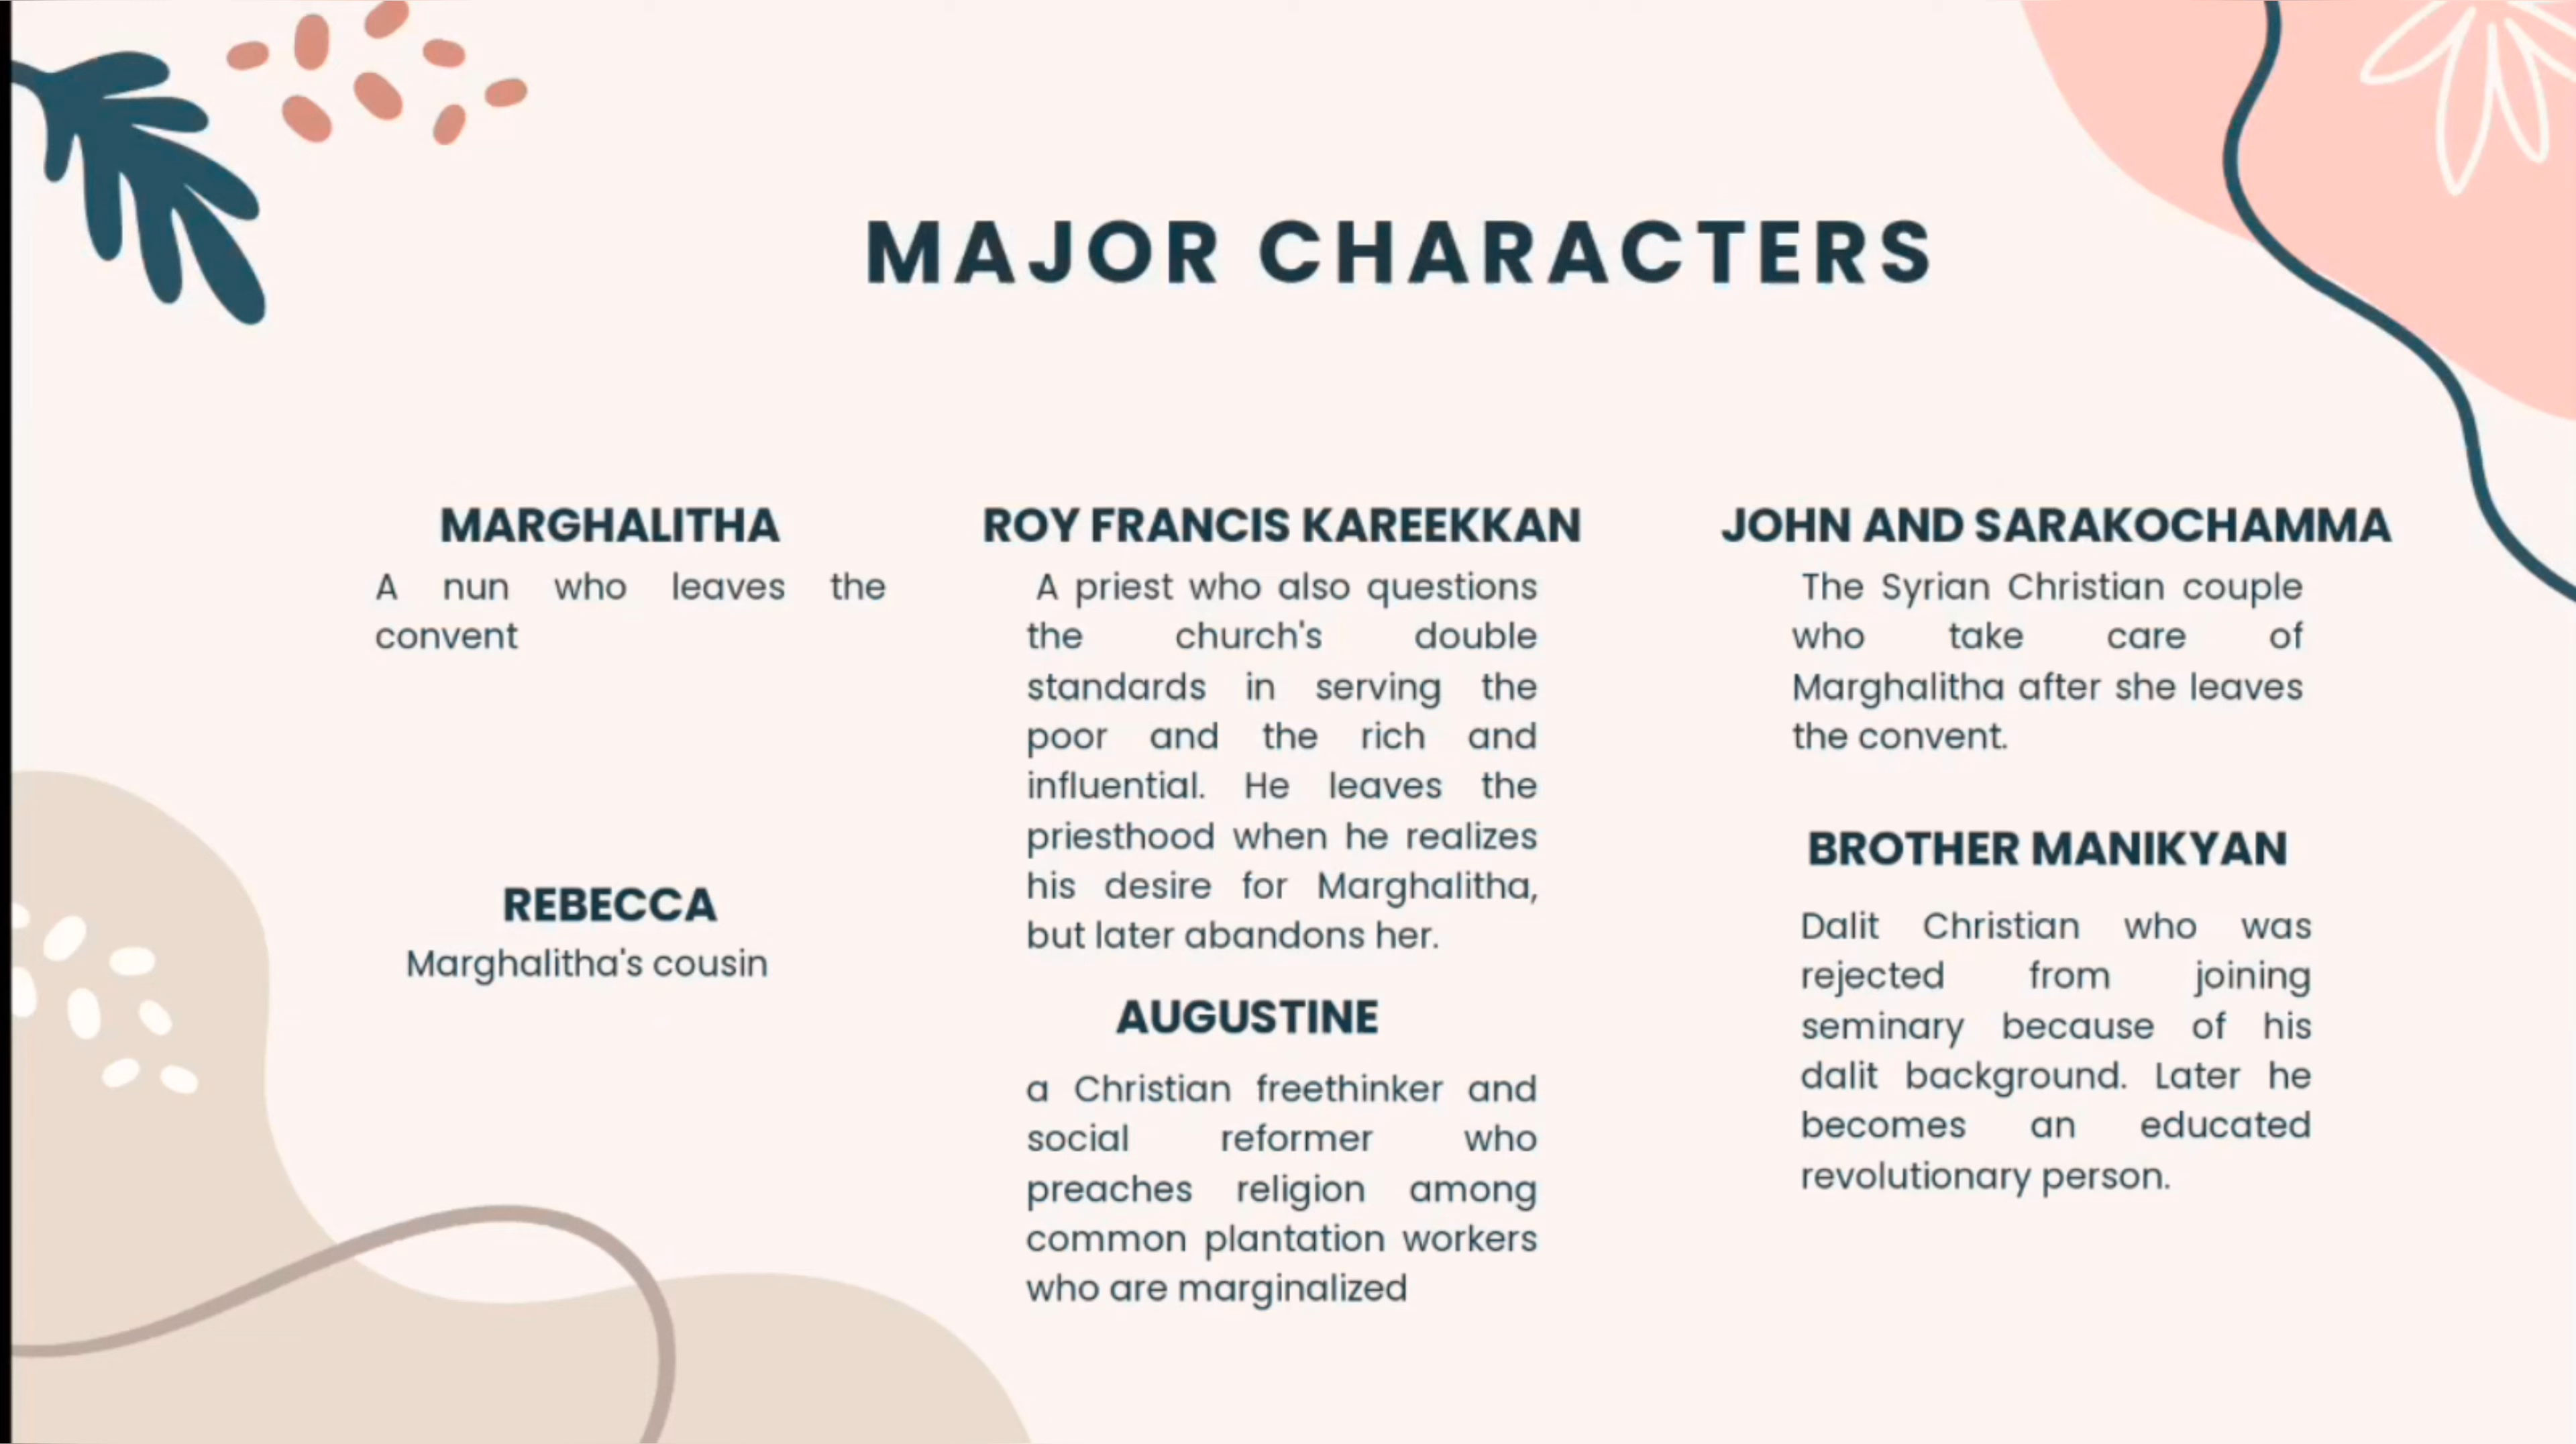 MAJOR CHARACTERS
MARGHALITHA
A nun who leaves the
convent
REBECCA
Marghalitha's cousin
ROY FRANCIS KAREEKKAN
A priest who also questions
the church's double
standards in serving the
poor and the rich and
influential. He leaves the
priesthood when he realizes
his desire for Marghalitha,
but later abandons her.
AUGUSTINE
a Christian freethinker and
social reformer who
preaches religion among
common plantation workers
who are marginalized
JOHN AND SARAKOCHAMMA
The Syrian Christian couple
who take care of
Marghalitha after she leaves
the convent.
BROTHER MANIKYAN
Dalit Christian who was
rejected from joining
seminary because of his
dalit background. Later he
becomes an educated
revolutionary person.